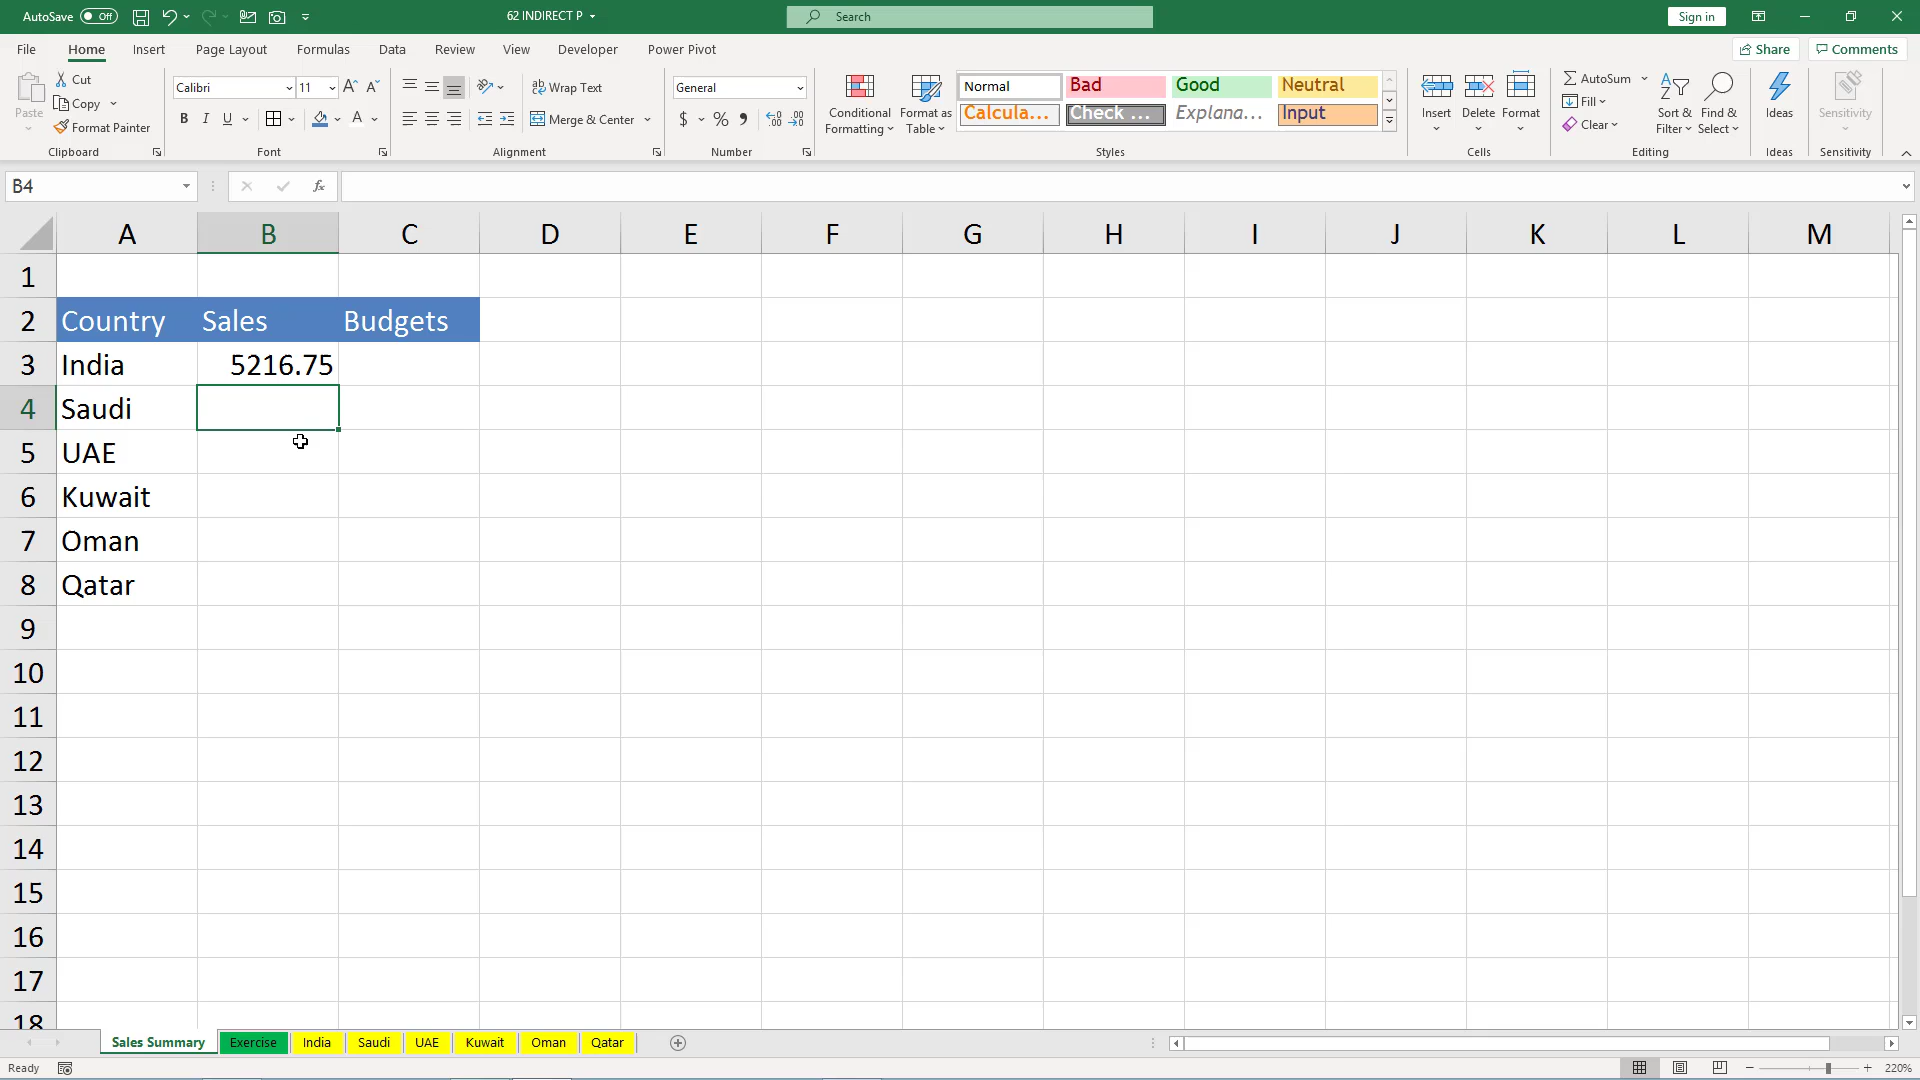 AutoSave Off
62 INDIRECT P
Search
Sign in
File Home Insert Page Layout Formulas Data Review View Developer Power Pivot
Share Comments
Paste
Cut
Copy
Format Painter
Clipboard
Calibri 11
B I U
Font
Wrap Text
Merge & Center
Alignment
General
$ % ,
Number
Conditional Formatting
Format as Table
Normal Bad Good Neutral
Calcula... Check ... Explana... Input
Styles
Insert Delete Format
Cells
AutoSum
Fill
Clear
Sort & Filter
Find & Select
Editing
Ideas
Ideas
Sensitivity
Sensitivity
B4
fx
A B C D E F G H I J K L M
1
2 Country Sales Budgets
3 India 5216.75
4 Saudi
5 UAE
6 Kuwait
7 Oman
8 Qatar
9
10
11
12
13
14
15
16
17
18
Sales Summary Exercise India Saudi UAE Kuwait Oman Qatar
Ready
220%